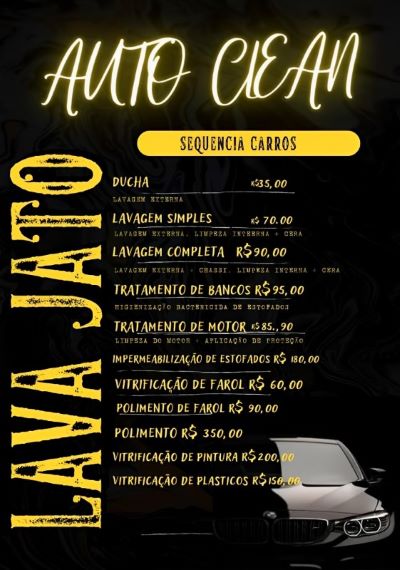 AUTO CLEAN
SEQUENCIA CARROS
LAVA JATO
DUCHA R$35,00
LAVAGEM EXTERNA
LAVAGEM SIMPLES R$ 70.00
LAVAGEM EXTERNA. LIMPEZA INTERNA + CERA
LAVAGEM COMPLETA R$90,00
LAVAGEM EXTERNA + CHASSI. LIMPEZA INTERNA + CERA
TRATAMENTO DE BANCOS R$95,00
HIGIENIZAÇÃO BACTERICIDA DE ESTOFADOS
TRATAMENTO DE MOTOR R$85.,90
LIMPEZA DO MOTOR + APLICAÇÃO DE PROTEÇÃO
IMPERMEABILIZAÇÃO DE ESTOFADOS R$ 180,00
VITRIFICAÇÃO DE FAROL R$ 60,00
POLIMENTO DE FAROL R$ 90,00
POLIMENTO R$ 350,00
VITRIFICAÇÃO DE PINTURA R$200,00
VITRIFICAÇÃO DE PLASTICOS R$150,00